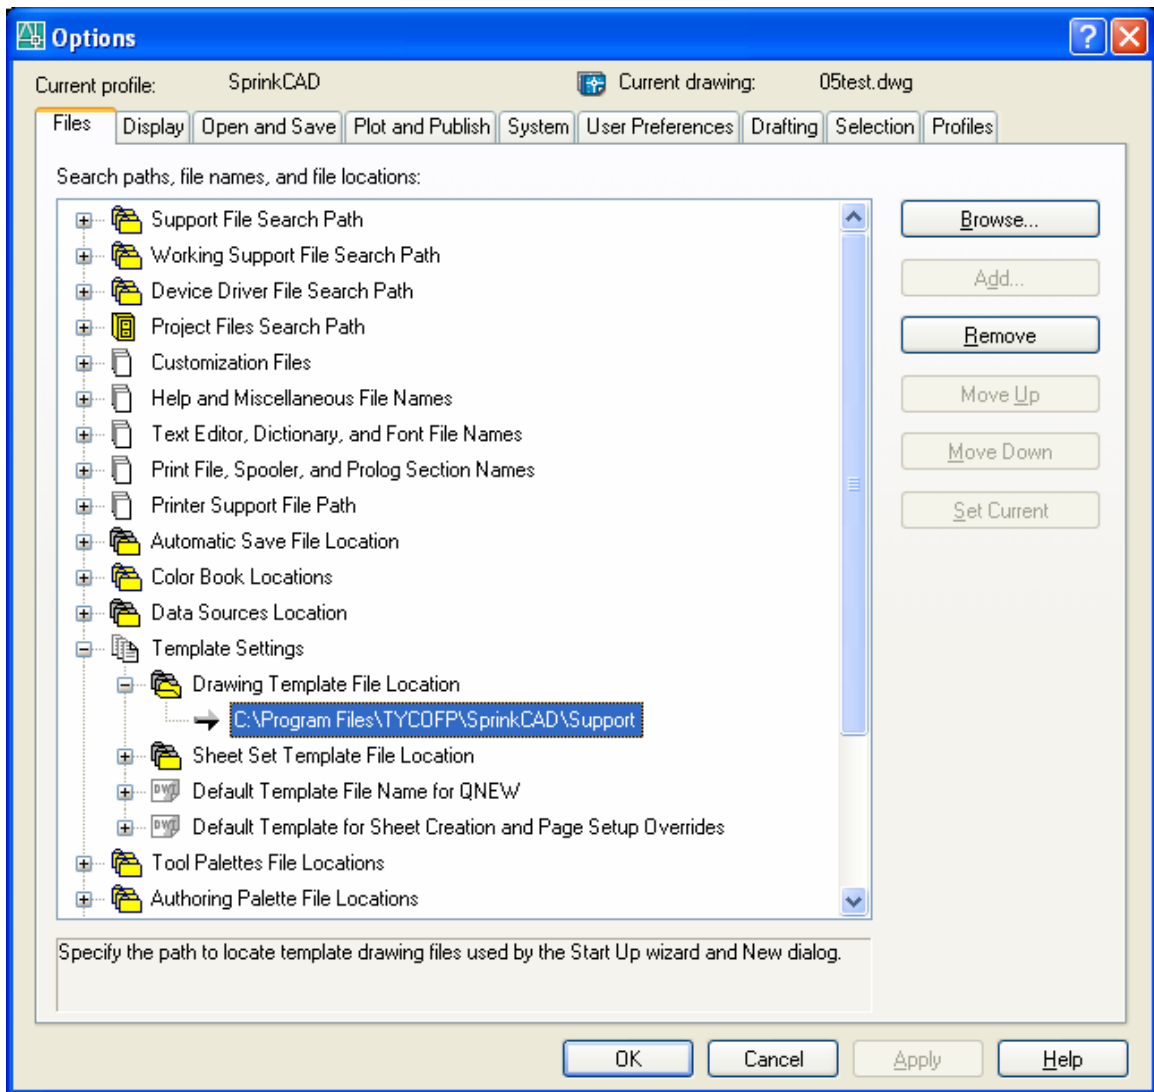 Options
Current profile: SprinkCAD Current drawing: 05test.dwg
Files Display Open and Save Plot and Publish System User Preferences Drafting Selection Profiles
Search paths, file names, and file locations:
Support File Search Path
Working Support File Search Path
Device Driver File Search Path
Project Files Search Path
Customization Files
Help and Miscellaneous File Names
Text Editor, Dictionary, and Font File Names
Print File, Spooler, and Prolog Section Names
Printer Support File Path
Automatic Save File Location
Color Book Locations
Data Sources Location
Template Settings
Drawing Template File Location
C:\Program Files\TYCOFP\SprinkCAD\Support
Sheet Set Template File Location
DWT Default Template File Name for QNEW
DWT Default Template for Sheet Creation and Page Setup Overrides
Tool Palettes File Locations
Authoring Palette File Locations
Browse...
Add...
Remove
Move Up
Move Down
Set Current
Specify the path to locate template drawing files used by the Start Up wizard and New dialog.
OK Cancel Apply Help